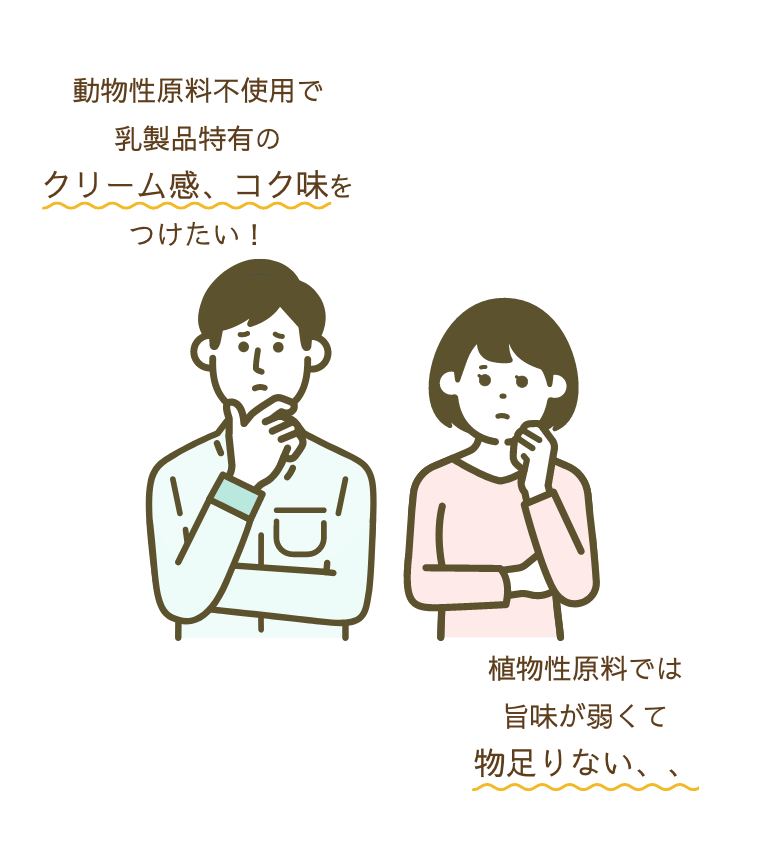 動物性原料不使用で
乳製品特有の
クリーム感、コク味を
つけたい！
植物性原料では
旨味が弱くて
物足りない、、